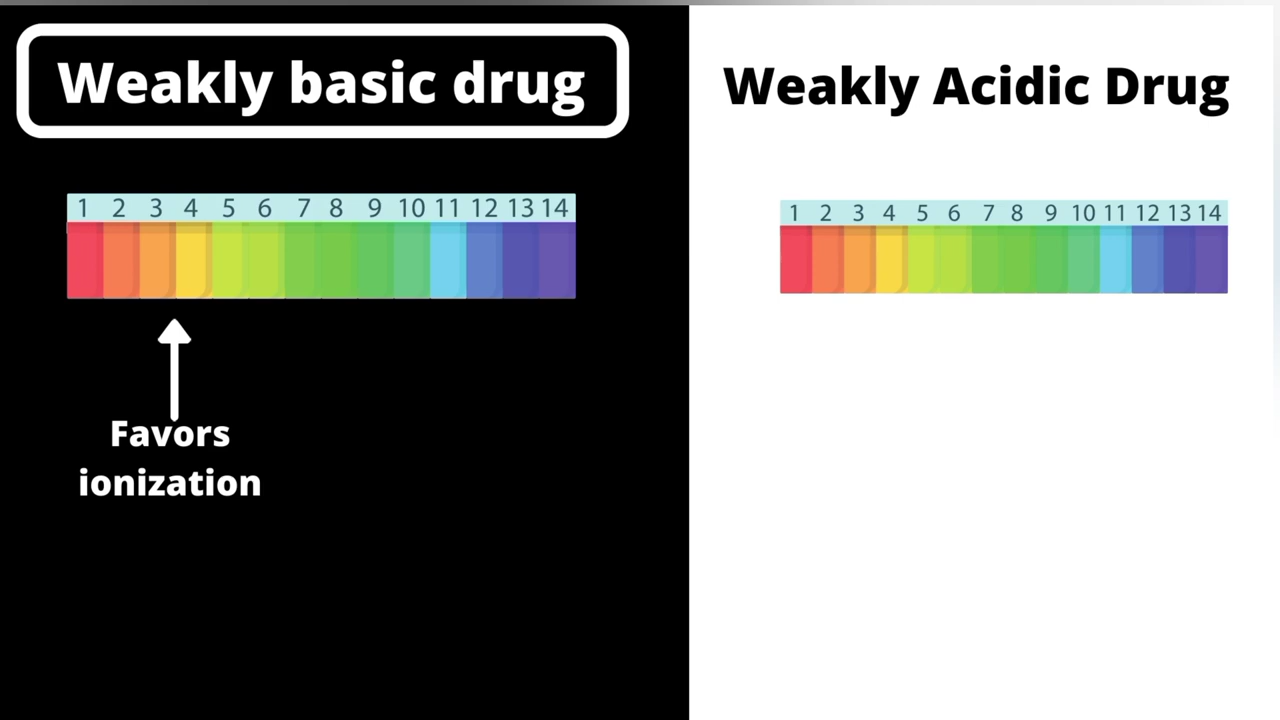 Weakly basic drug
1 2 3 4 5 6 7 8 9 10 11 12 13 14
Favors
ionization
Weakly Acidic Drug
1 2 3 4 5 6 7 8 9 10 11 12 13 14